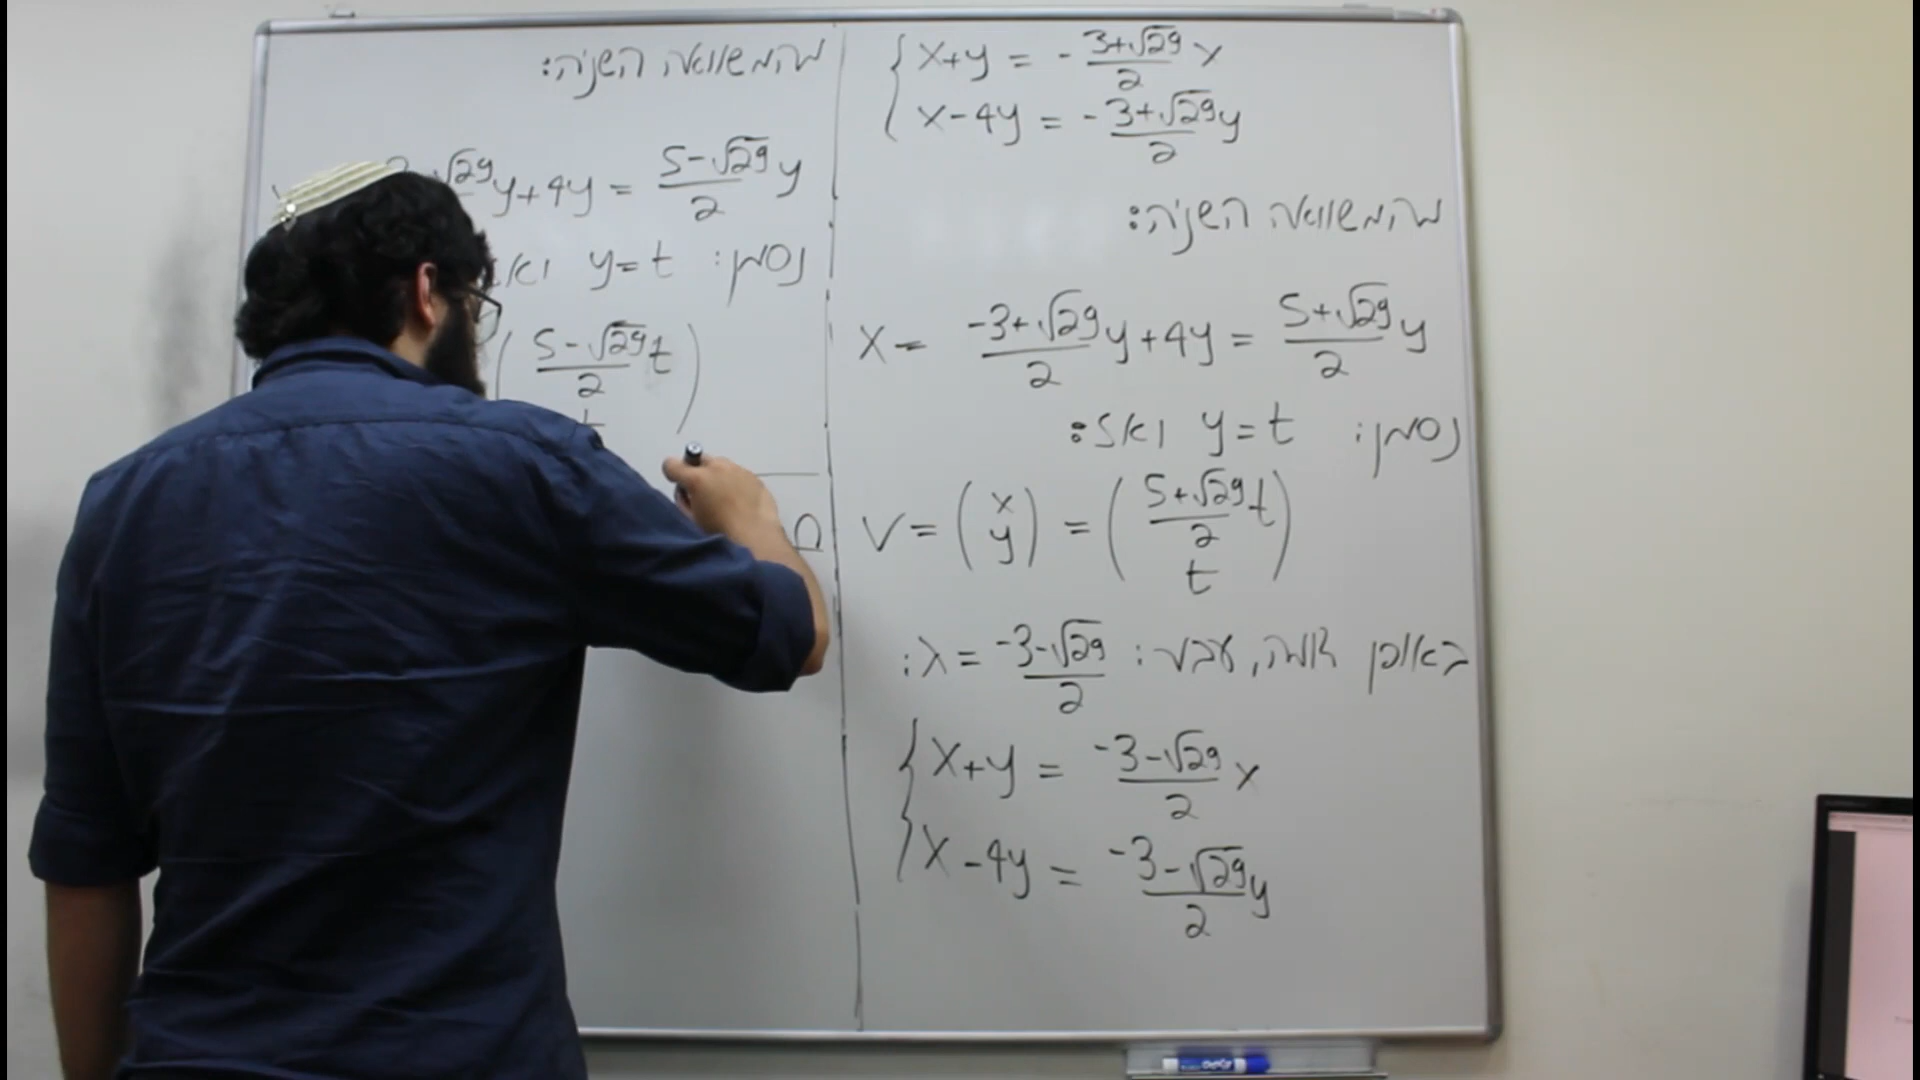 { x+y = -3+√29/2 x
x-4y = -3+√29/2 y
מהמשוואה השניה:
x = -3+√29/2 y+4y = 5+√29/2 y
נסמן: y=t ואז:
V = (x y) = (5+√29/2 t t)
באופן דומה, עבור: λ = -3-√29/2:
{ x+y = -3-√29/2 x
x-4y = -3-√29/2 y
מהמשוואה השניה:
√29 y+4y = 5-√29/2 y
נסמן: y=t ואז
(5-√29/2 t t)